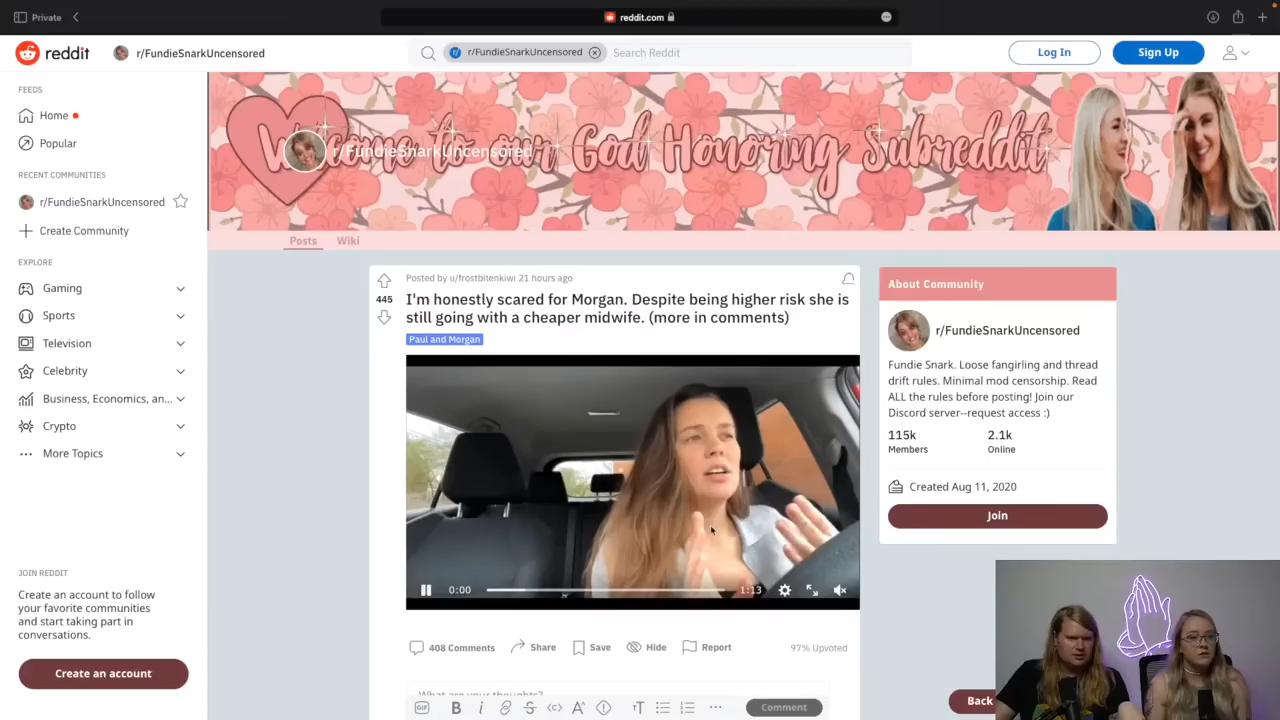 Private
reddit.com
reddit
r/FundieSnarkUncensored
r/FundieSnarkUncensored
Search Reddit
Log In
Sign Up
FEEDS
Home
Popular
RECENT COMMUNITIES
r/FundieSnarkUncensored
Create Community
EXPLORE
Gaming
Sports
Television
Celebrity
Business, Economics, an...
Crypto
More Topics
JOIN REDDIT
Create an account to follow
your favorite communities
and start taking part in
conversations.
Create an account
r/FundieSnarkUncensored
God Honoring Subreddit
Posts
Wiki
Posted by u/frostbitenkiwi 21 hours ago
445
I'm honestly scared for Morgan. Despite being higher risk she is
still going with a cheaper midwife. (more in comments)
Paul and Morgan
0:00
1:13
408 Comments
Share
Save
Hide
Report
97% Upvoted
What are your thoughts?
GIF
Comment
About Community
r/FundieSnarkUncensored
Fundie Snark. Loose fangirling and thread
drift rules. Minimal mod censorship. Read
ALL the rules before posting! Join our
Discord server--request access :)
115k
Members
2.1k
Online
Created Aug 11, 2020
Join
Back